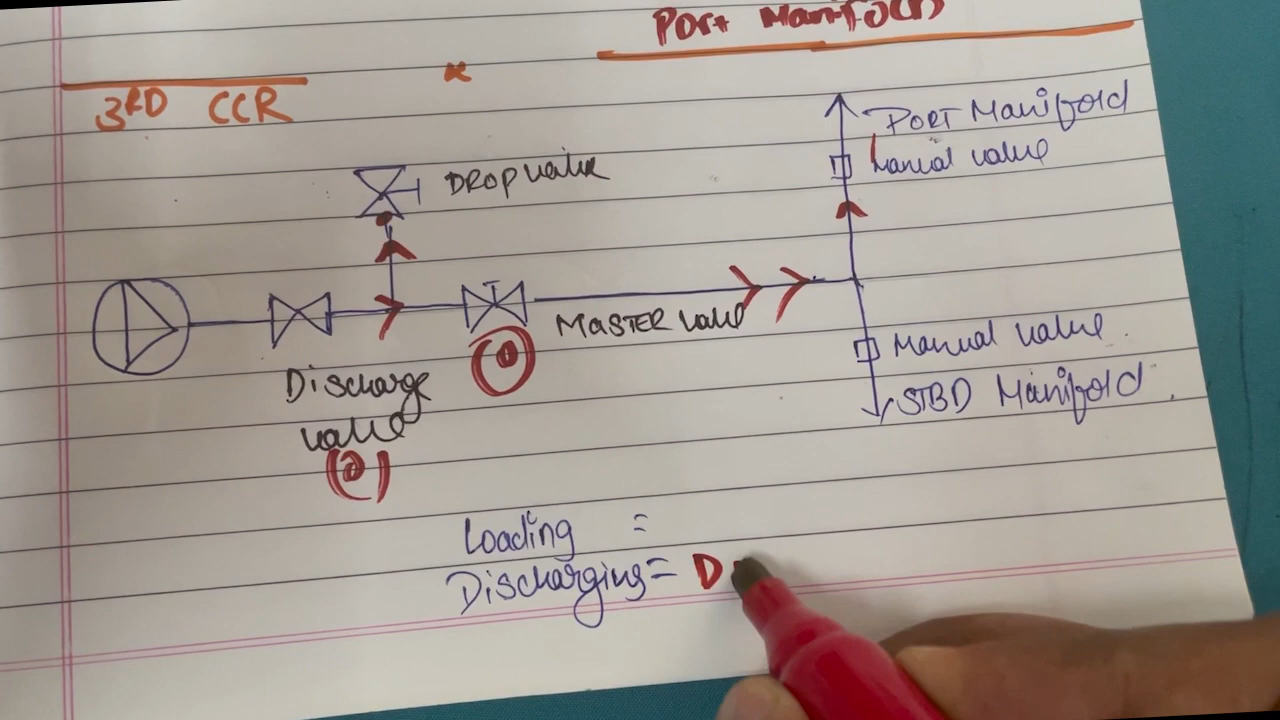 Port Manifold
3RD CCR
PORT Manifold
Manual valve
DROP valve
MASTER valve
(1)
Discharge
valve
(2)
Manual valve
STBD Manifold
Loading =
Discharging = D